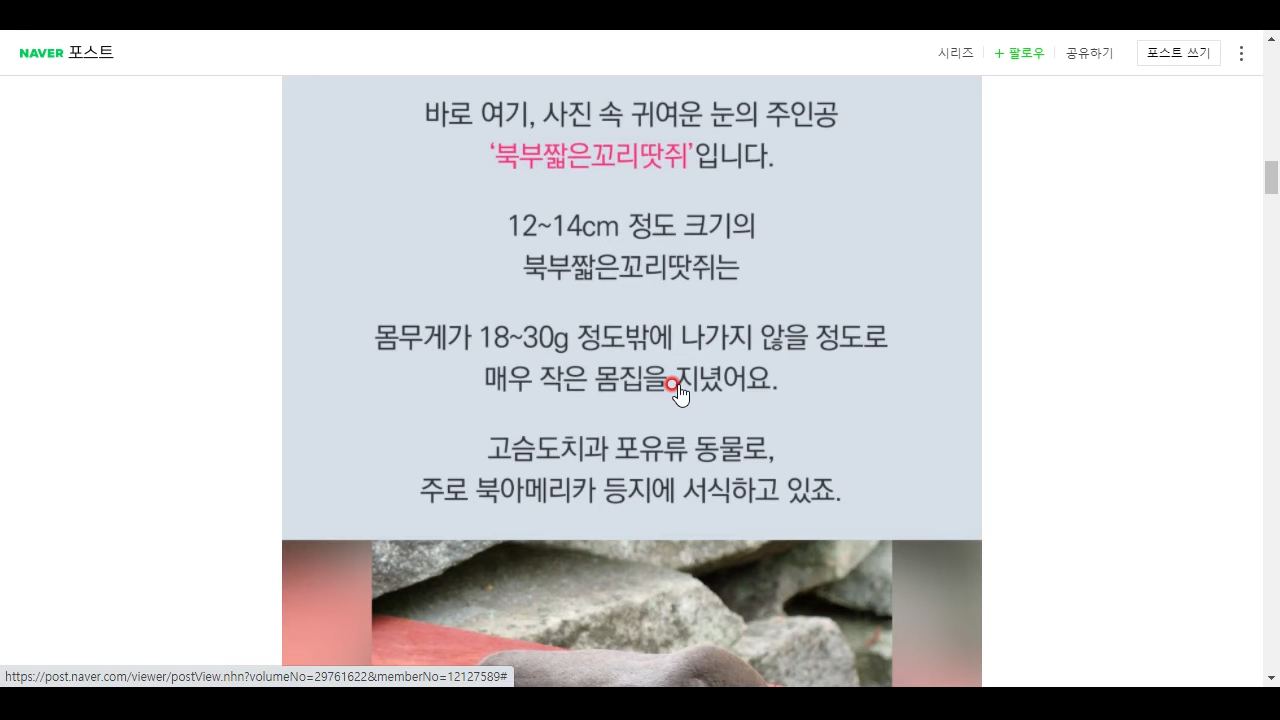 NAVER 포스트
시리즈
+ 팔로우
공유하기
포스트 쓰기
바로 여기, 사진 속 귀여운 눈의 주인공
‘북부짧은꼬리땃쥐’입니다.
12~14cm 정도 크기의
북부짧은꼬리땃쥐는
몸무게가 18~30g 정도밖에 나가지 않을 정도로
매우 작은 몸집을 지녔어요.
고슴도치과 포유류 동물로,
주로 북아메리카 등지에 서식하고 있죠.
https://post.naver.com/viewer/postView.nhn?volumeNo=29761622&memberNo=12127589#